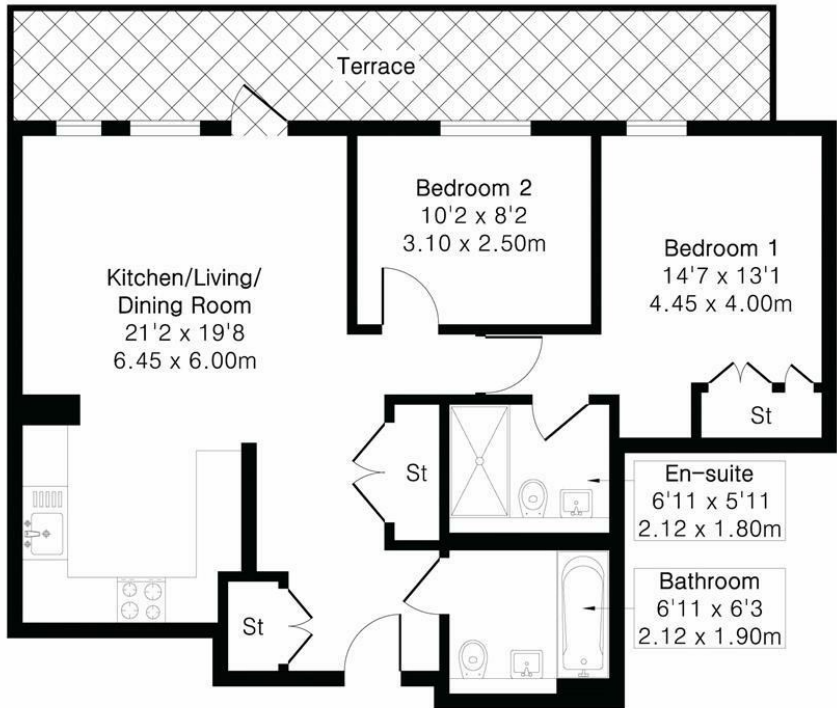 Terrace
Bedroom 2
10'2 x 8'2
3.10 x 2.50m
Bedroom 1
14'7 x 13'1
4.45 x 4.00m
Kitchen/Living/
Dining Room
21'2 x 19'8
6.45 x 6.00m
St
St
En-suite
6'11 x 5'11
2.12 x 1.80m
Bathroom
6'11 x 6'3
2.12 x 1.90m
St